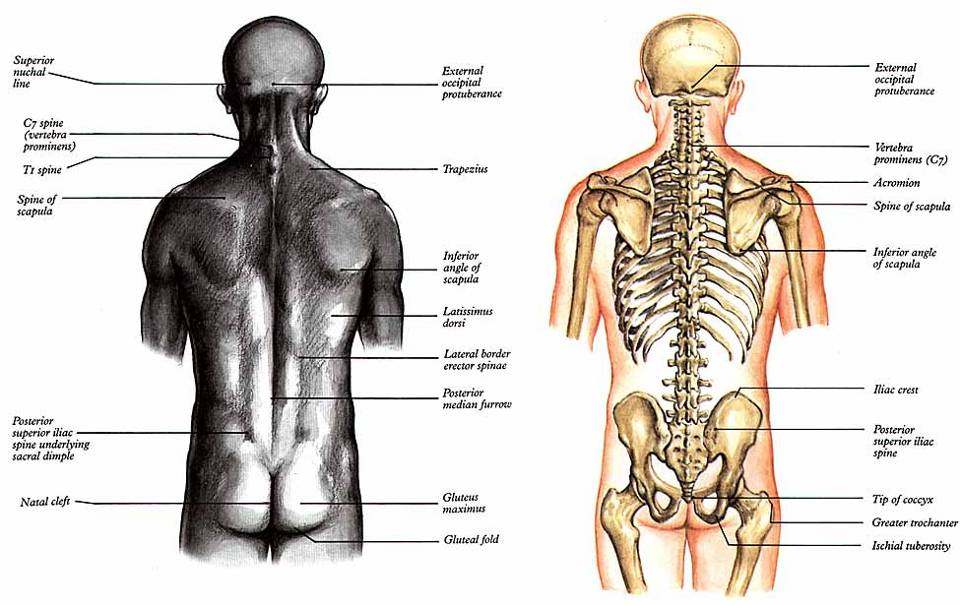 Superior
nuchal
line
C7 spine
(vertebra
prominens)
T1 spine
Spine of
scapula
Posterior
superior iliac
spine underlying
sacral dimple
Natal cleft
External
occipital
protuberance
Trapezius
Inferior
angle of
scapula
Latissimus
dorsi
Lateral border
erector spinae
Posterior
median furrow
Gluteus
maximus
Gluteal fold
External
occipital
protuberance
Vertebra
prominens (C7)
Acromion
Spine of scapula
Inferior angle
of scapula
Iliac crest
Posterior
superior iliac
spine
Tip of coccyx
Greater trochanter
Ischial tuberosity